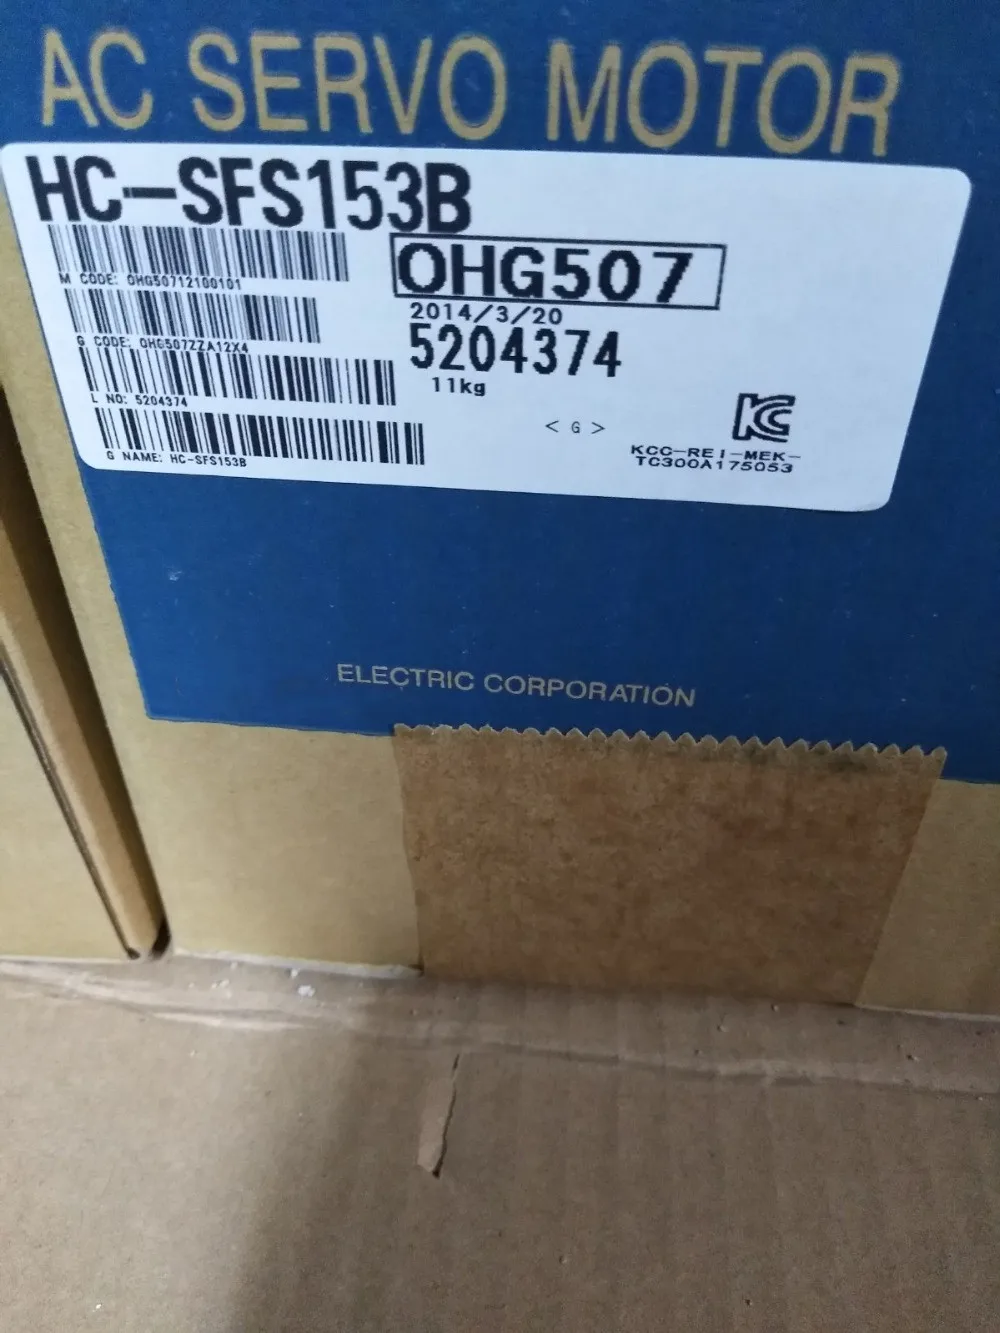 AC SERVO MOTOR
HC-SFS153B
M CODE: OHG50712100101
OHG507
2014/3/20
G CODE: OHG507ZZA12X4
5204374
11kg
L NO: 5204374
< G >
G NAME: HC-SFS153B
KCC-REI-MEK-
TC300A175053
ELECTRIC CORPORATION